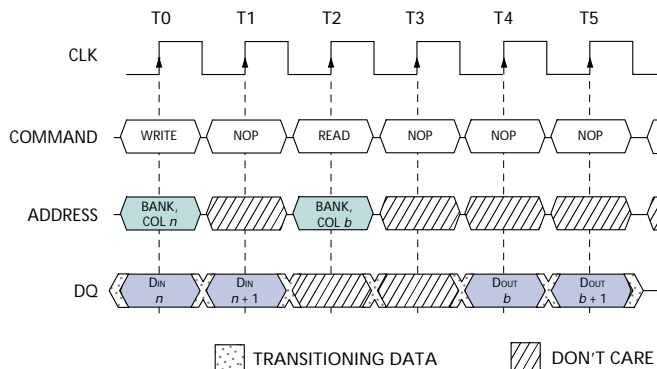 T0 T1 T2 T3 T4 T5
CLK
COMMAND WRITE NOP READ NOP NOP NOP
ADDRESS BANK, COL n BANK, COL b
DQ DIN n DIN n + 1 DOUT b DOUT b + 1
TRANSITIONING DATA DON'T CARE